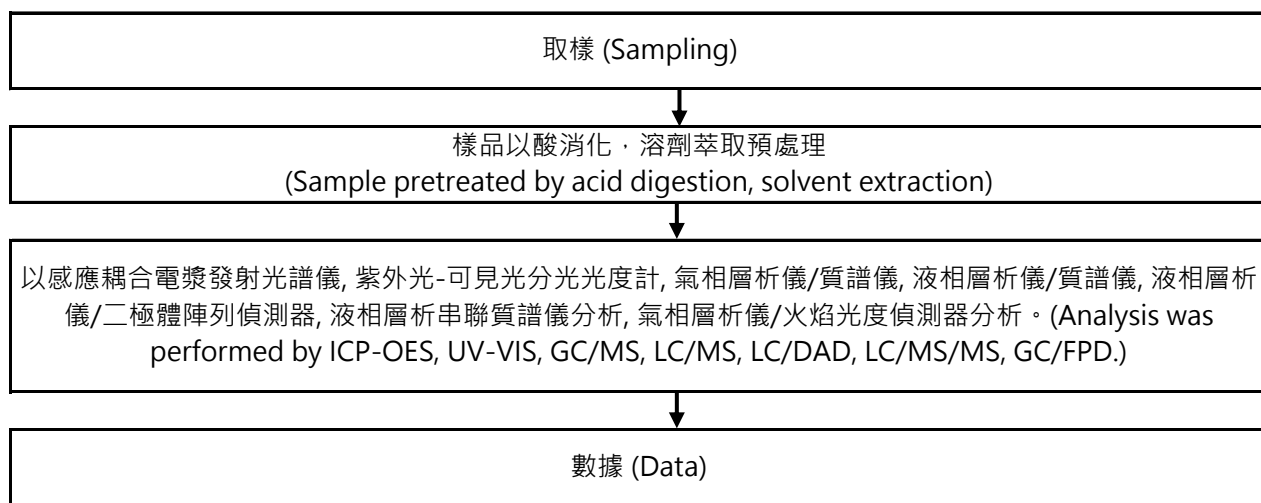 取樣 (Sampling)
樣品以酸消化，溶劑萃取預處理
(Sample pretreated by acid digestion, solvent extraction)
以感應耦合電漿發射光譜儀, 紫外光-可見光分光光度計, 氣相層析儀/質譜儀, 液相層析儀/質譜儀, 液相層析
儀/二極體陣列偵測器, 液相層析串聯質譜儀分析, 氣相層析儀/火焰光度偵測器分析。(Analysis was
performed by ICP-OES, UV-VIS, GC/MS, LC/MS, LC/DAD, LC/MS/MS, GC/FPD.)
數據 (Data)